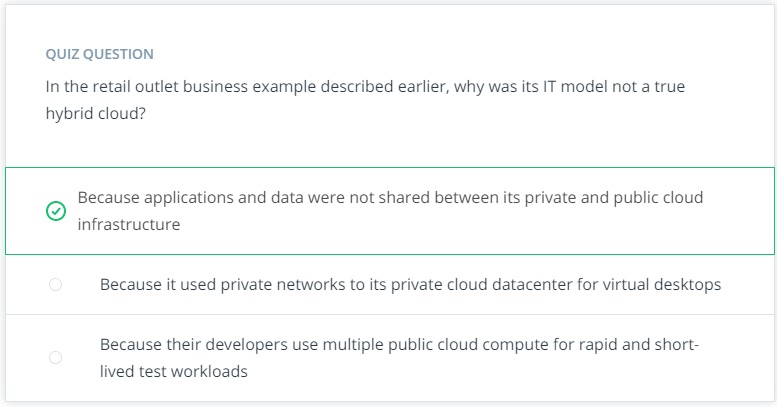 QUIZ QUESTION
In the retail outlet business example described earlier, why was its IT model not a true
hybrid cloud?
Because applications and data were not shared between its private and public cloud
infrastructure
Because it used private networks to its private cloud datacenter for virtual desktops
Because their developers use multiple public cloud compute for rapid and short-
lived test workloads